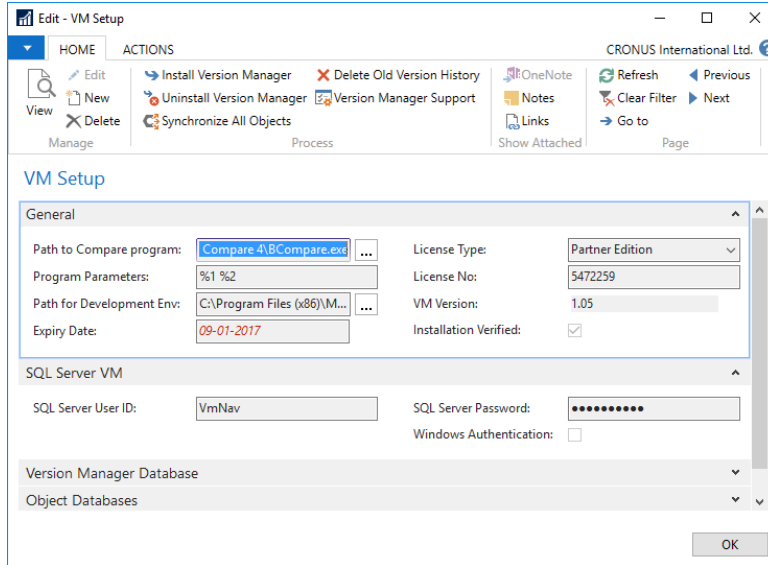 Edit - VM Setup
HOME ACTIONS CRONUS International Ltd. ?
View
Edit
New
Delete
Manage
Install Version Manager
Uninstall Version Manager
Synchronize All Objects
Delete Old Version History
Version Manager Support
Process
OneNote
Notes
Links
Show Attached
Refresh
Clear Filter
Go to
Previous
Next
Page
VM Setup
General
Path to Compare program: Compare 4\BCompare.exe ...
Program Parameters: %1 %2
Path for Development Env: C:\Program Files (x86)\M... ...
Expiry Date: 09-01-2017
License Type: Partner Edition
License No: 5472259
VM Version: 1.05
Installation Verified:
SQL Server VM
SQL Server User ID: VmNav
SQL Server Password: ●●●●●●●●●●
Windows Authentication:
Version Manager Database
Object Databases
OK